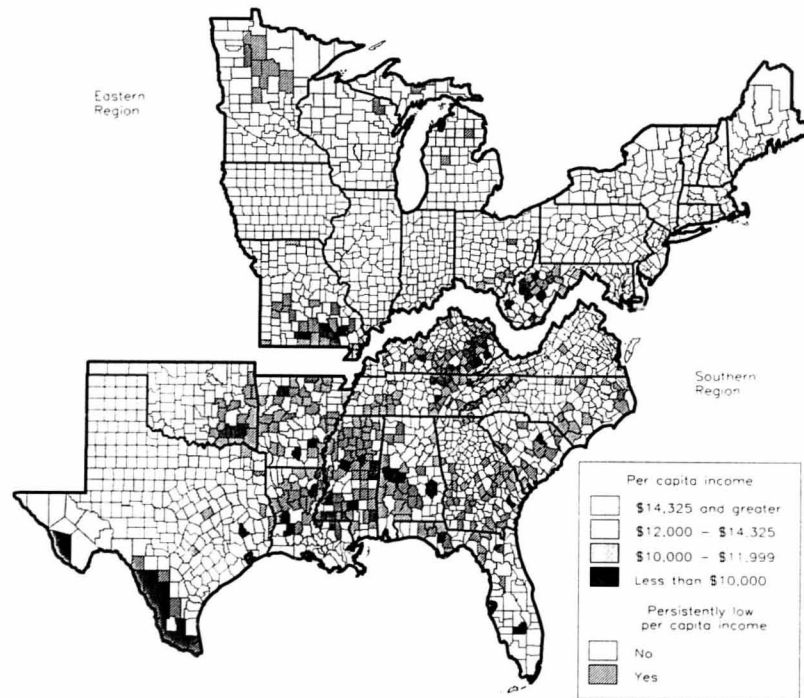 Eastern
Region
Southern
Region
Per capita income
$14,325 and greater
$12,000 – $14,325
$10,000 – $11,999
Less than $10,000
Persistently low
per capita income
No
Yes